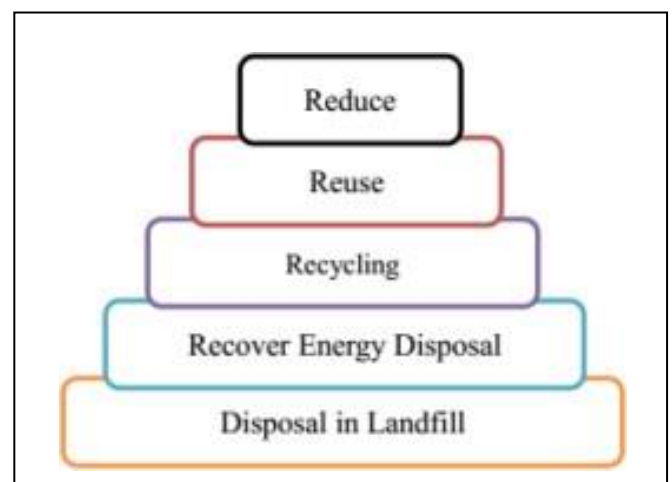 Reduce
Reuse
Recycling
Recover Energy Disposal
Disposal in Landfill